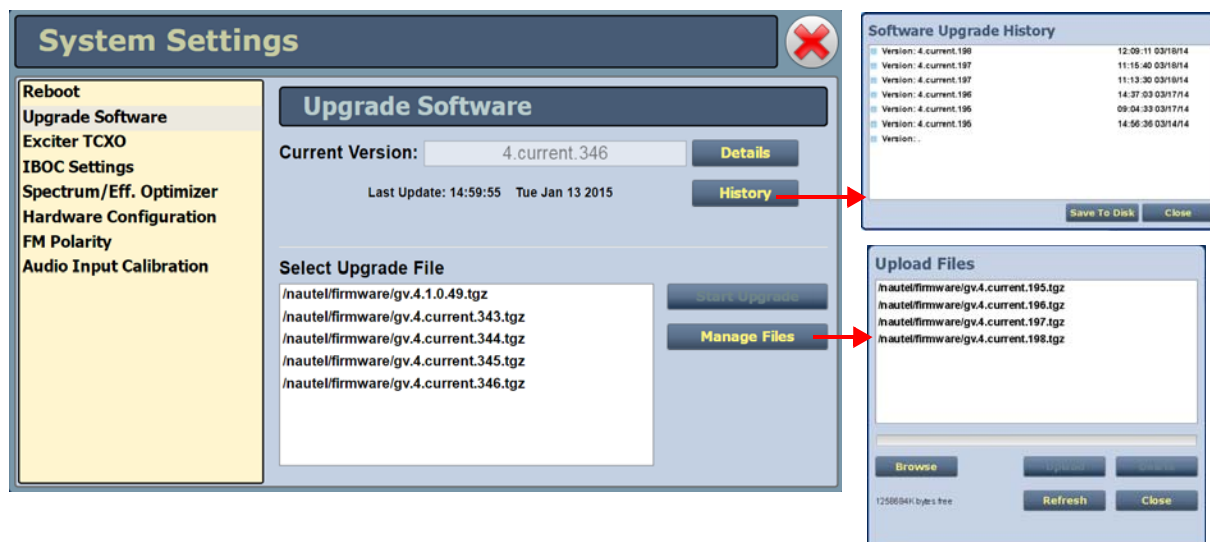 System Settings
Reboot
Upgrade Software
Exciter TCXO
IBOC Settings
Spectrum/Eff. Optimizer
Hardware Configuration
FM Polarity
Audio Input Calibration
Upgrade Software
Current Version: 4.current.346 Details
Last Update: 14:59:55 Tue Jan 13 2015 History
Select Upgrade File
/nautel/firmware/gv.4.1.0.49.tgz
/nautel/firmware/gv.4.current.343.tgz
/nautel/firmware/gv.4.current.344.tgz
/nautel/firmware/gv.4.current.345.tgz
/nautel/firmware/gv.4.current.346.tgz
Start Upgrade
Manage Files
Software Upgrade History
Version: 4.current.198 12:09:11 03/18/14
Version: 4.current.197 11:15:40 03/18/14
Version: 4.current.197 11:13:30 03/18/14
Version: 4.current.196 14:37:03 03/17/14
Version: 4.current.195 09:04:33 03/17/14
Version: 4.current.195 14:56:36 03/14/14
Version: .
Save To Disk Close
Upload Files
/nautel/firmware/gv.4.current.195.tgz
/nautel/firmware/gv.4.current.196.tgz
/nautel/firmware/gv.4.current.197.tgz
/nautel/firmware/gv.4.current.198.tgz
Browse Upload Delete
1258694K bytes free Refresh Close